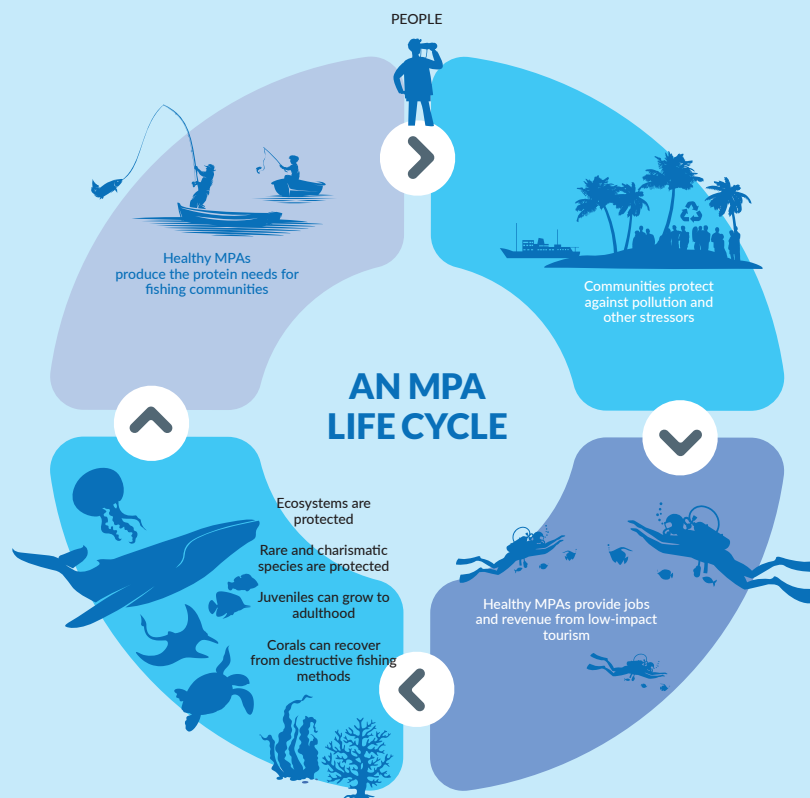 PEOPLE
Healthy MPAs
produce the protein needs for
fishing communities
Communities protect
against pollution and
other stressors
AN MPA
LIFE CYCLE
Ecosystems are
protected
Rare and charismatic
species are protected
Juveniles can grow to
adulthood
Corals can recover
from destructive fishing
methods
Healthy MPAs provide jobs
and revenue from low-impact
tourism